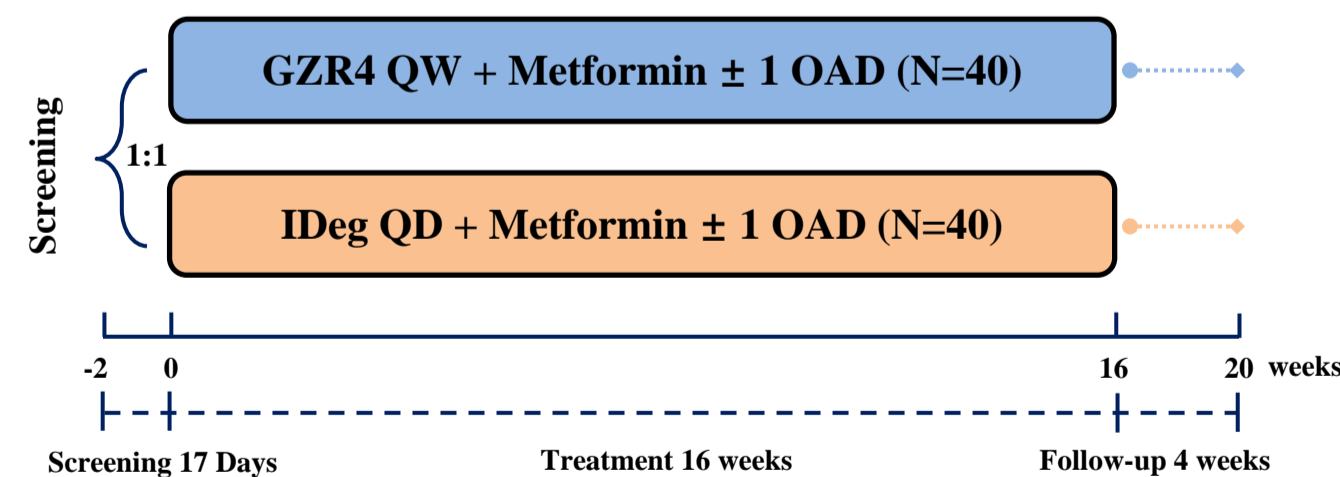 Screening
GZR4 QW + Metformin ± 1 OAD (N=40)
1:1
IDeg QD + Metformin ± 1 OAD (N=40)
-2 0 16 20 weeks
Screening 17 Days Treatment 16 weeks Follow-up 4 weeks